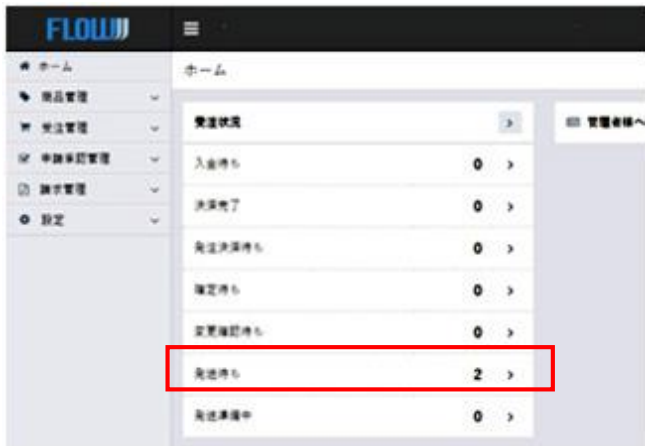 FLOW
ホーム
商品管理
受注管理
申請承認管理
請求管理
設定
ホーム
受注状況
入金待ち 0
決済完了 0
発注決済待ち 0
確定待ち 0
変更確認待ち 0
発送待ち 2
発送準備中 0
管理者様へ